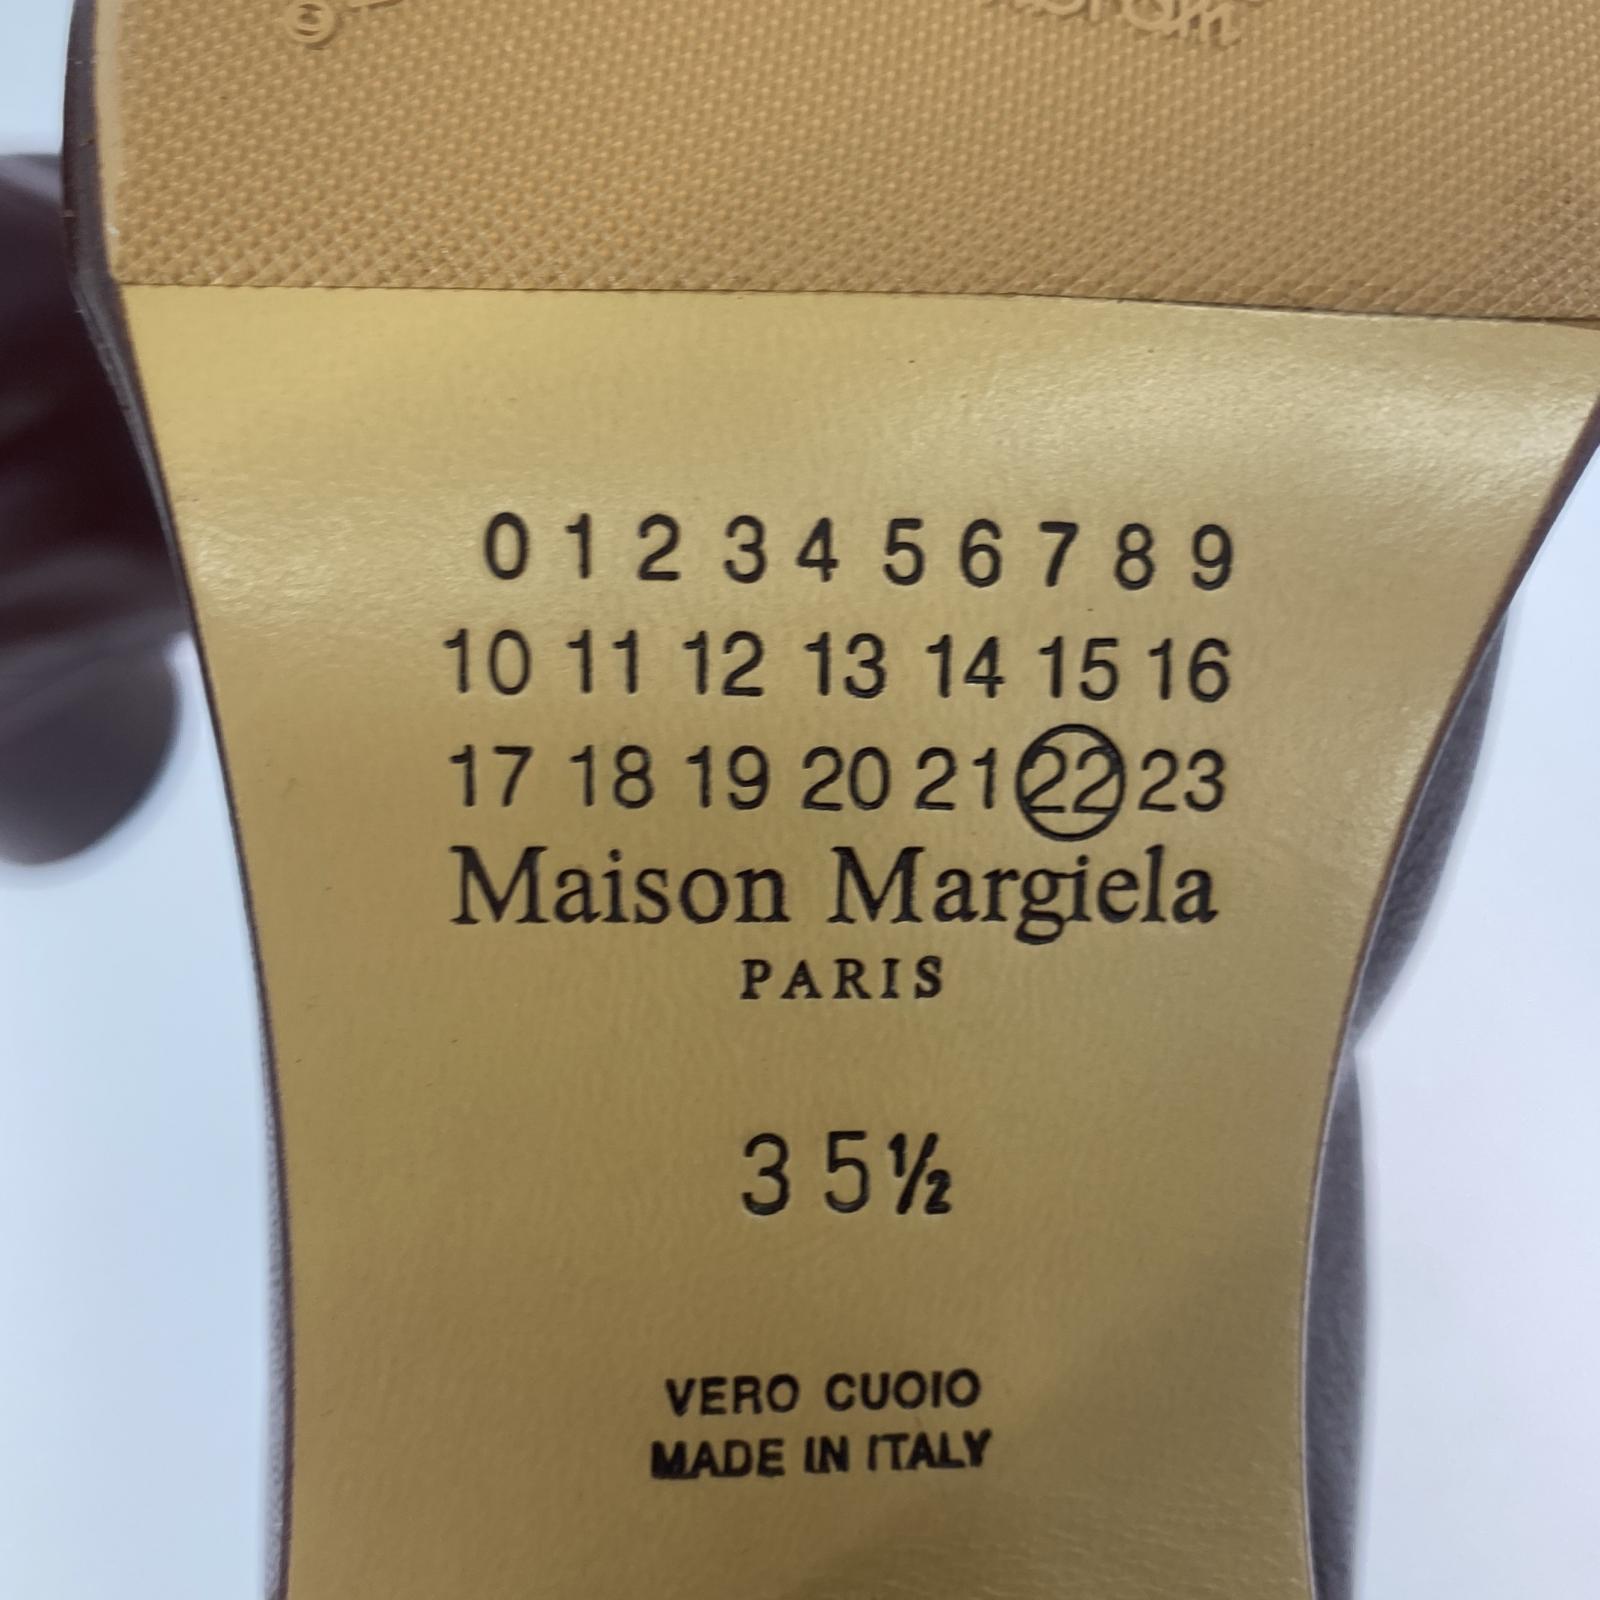 ©
0 1 2 3 4 5 6 7 8 9
10 11 12 13 14 15 16
17 18 19 20 21 22 23
Maison Margiela
PARIS
35½
VERO CUOIO
MADE IN ITALY